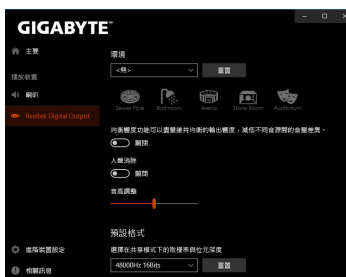 GIGABYTE™
主要
環境
<無>
重置
播放裝置
喇叭
Sewer Pipe
Bathroom
Arena
Stone Room
Auditorium
Realtek Digital Output
均衡響度功能可以盡量維持均衡的輸出響度，減低不同音源間的音量差異。
關閉
人聲消除
關閉
音高調整
預設格式
進階裝置設定
選擇在共享模式下的取樣率與位元深度
48000Hz 16Bits
重置
相關訊息